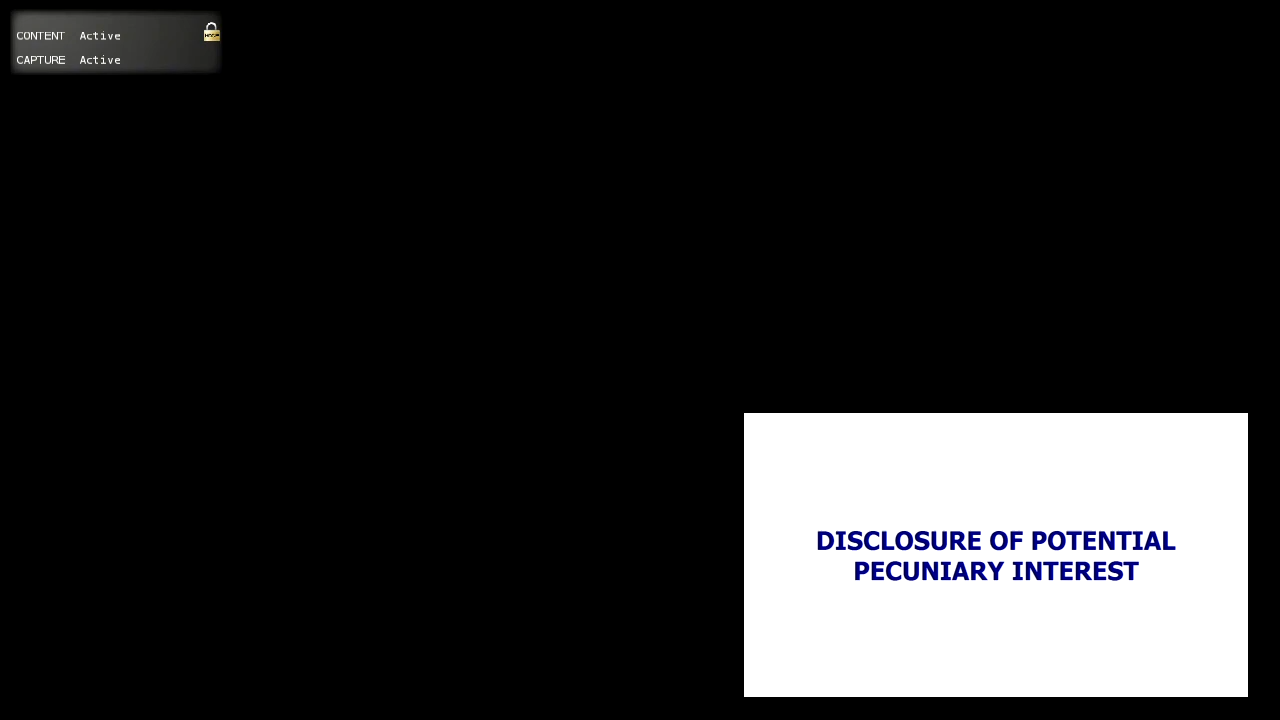 CONTENT Active
CAPTURE Active
DISCLOSURE OF POTENTIAL
PECUNIARY INTEREST